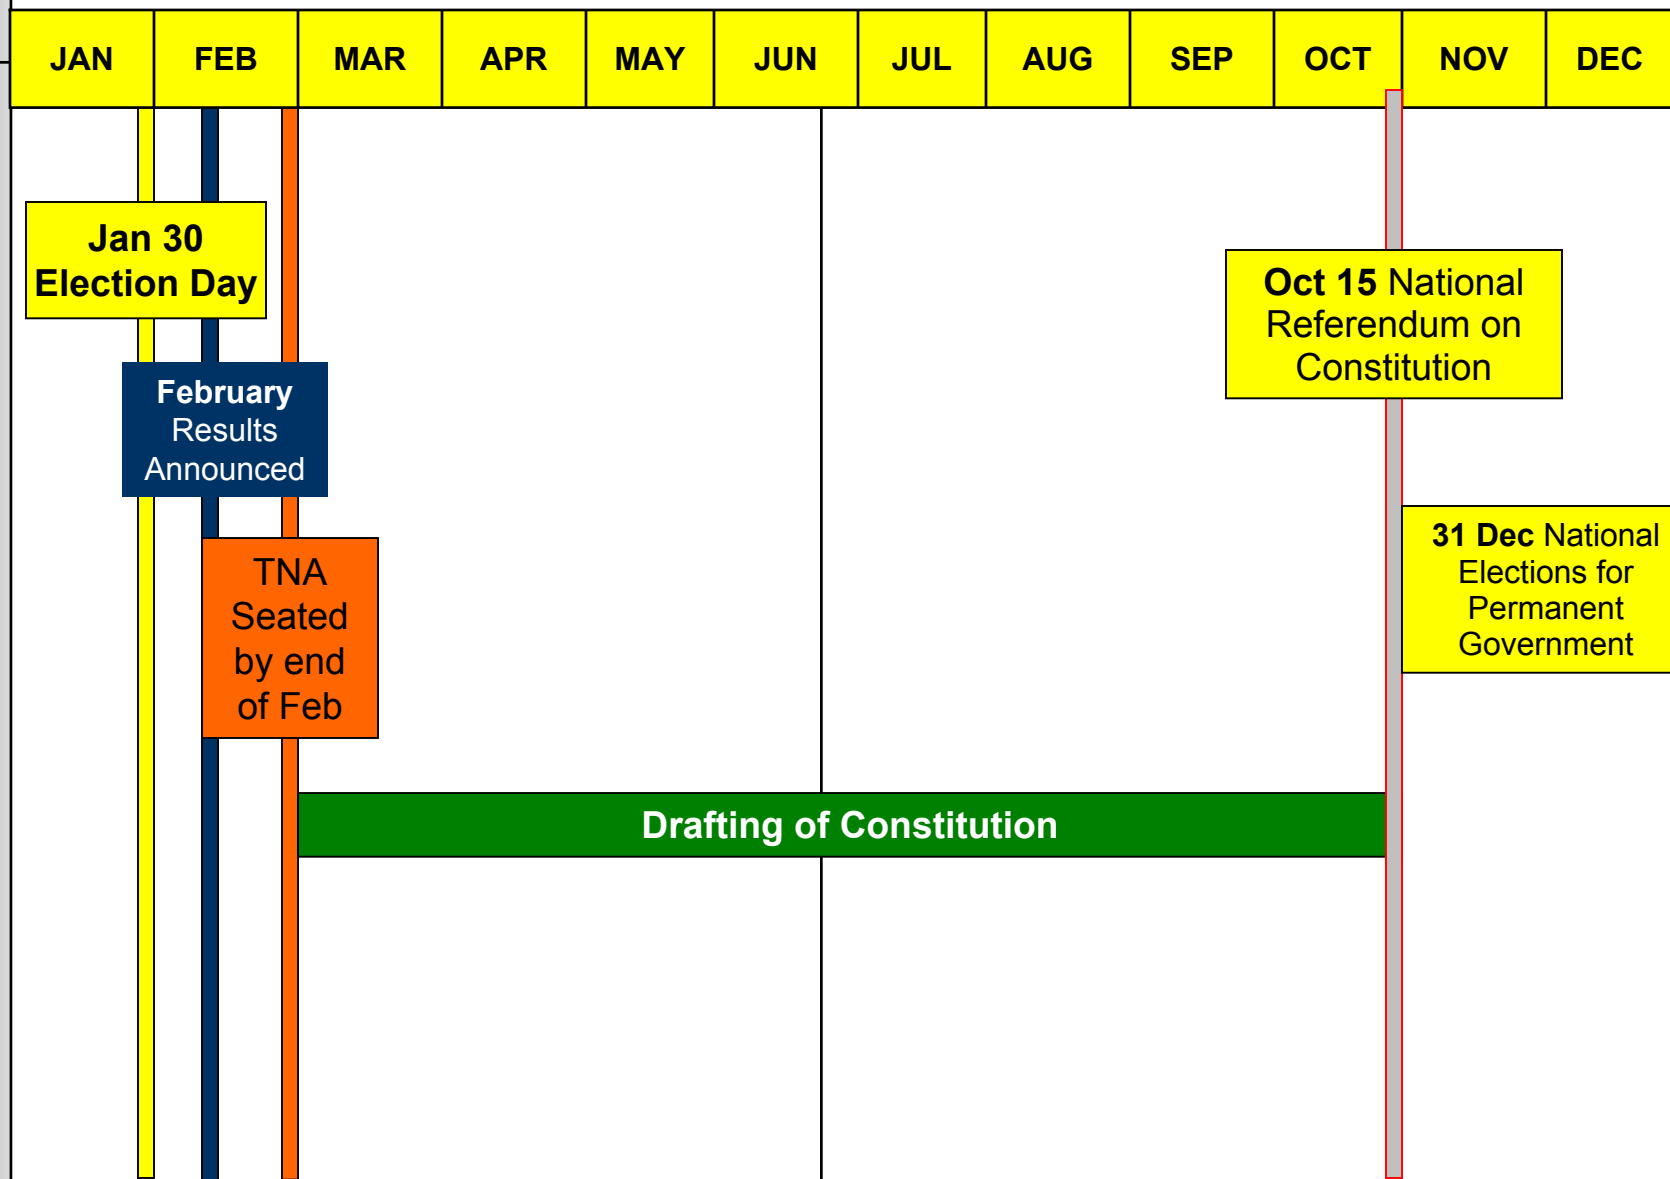 JAN FEB MAR APR MAY JUN JUL AUG SEP OCT NOV DEC
Jan 30
Election Day
February
Results
Announced
TNA
Seated
by end
of Feb
Oct 15 National
Referendum on
Constitution
31 Dec National
Elections for
Permanent
Government
Drafting of Constitution